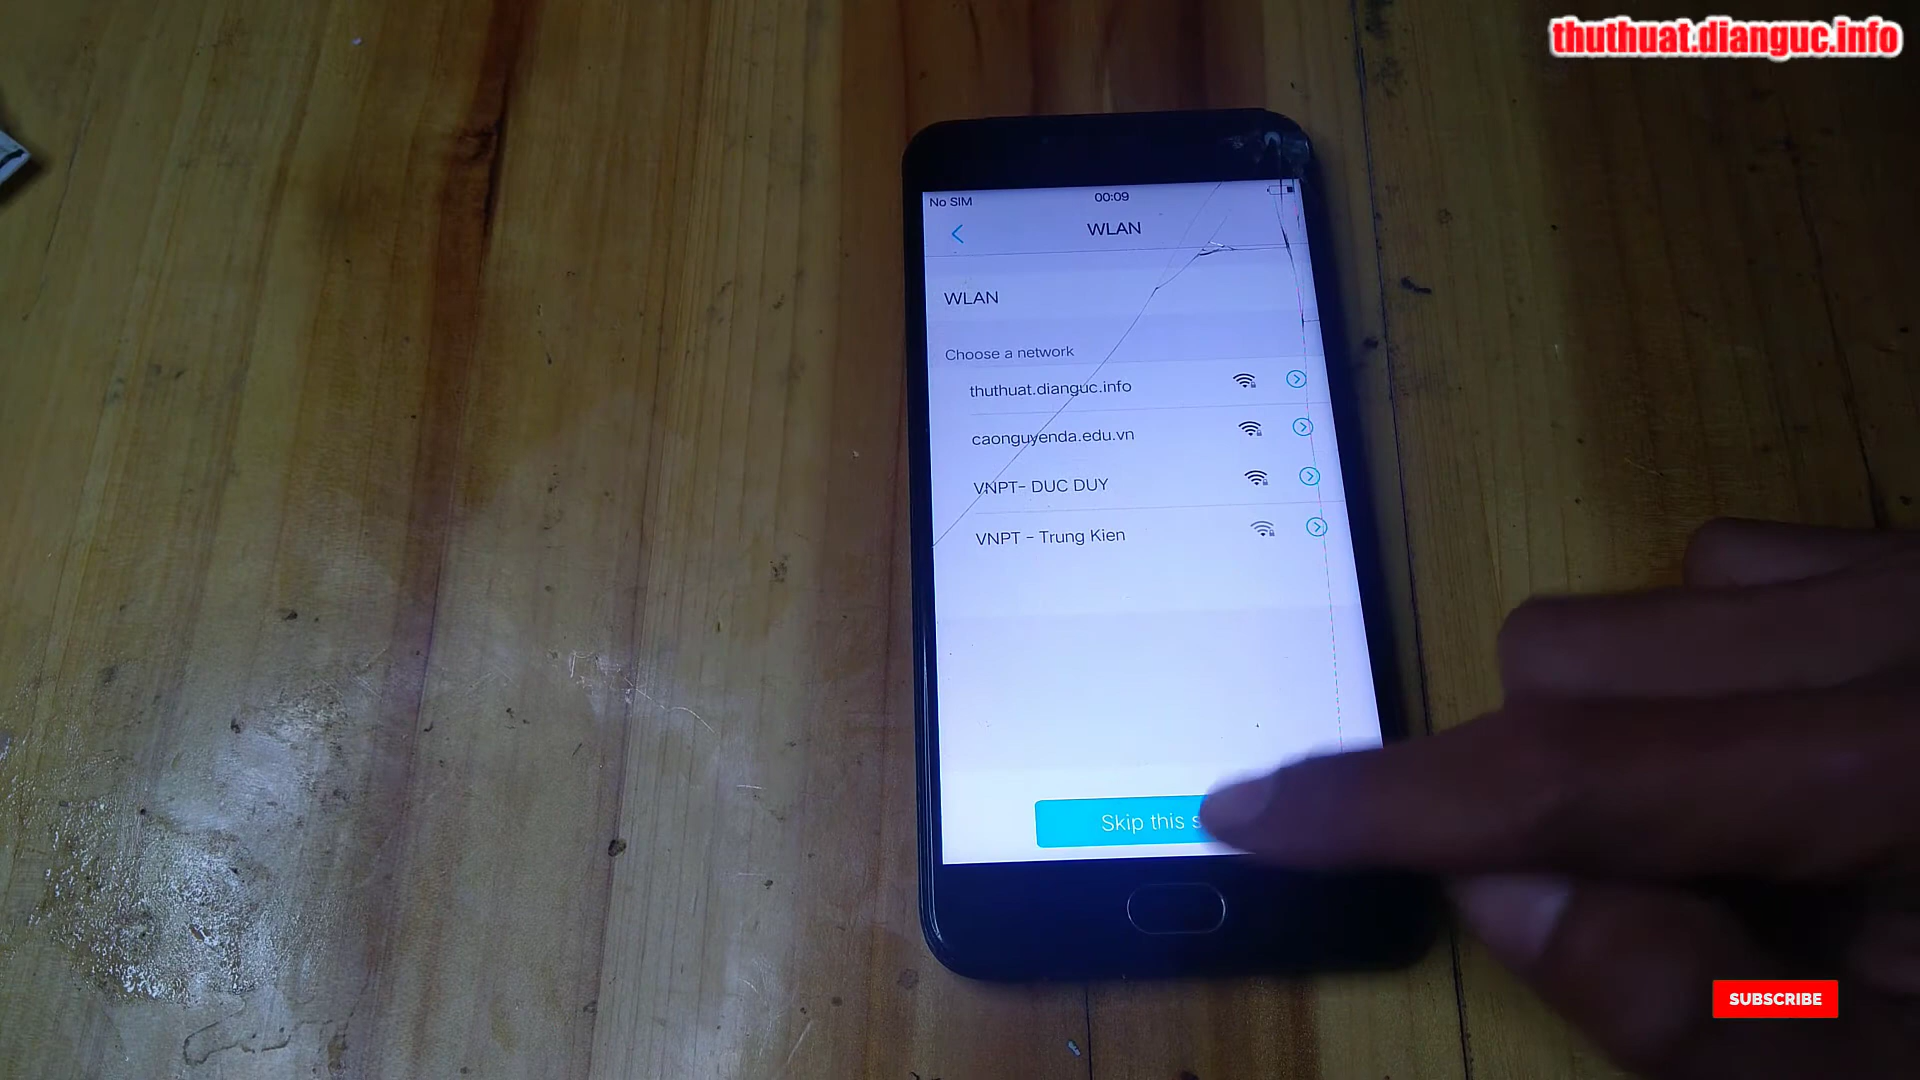 thuthuat.dianguc.info
No SIM 00:09
WLAN
WLAN
Choose a network
thuthuat.dianguc.info
caonguyenda.edu.vn
VNPT- DUC DUY
VNPT - Trung Kien
Skip this s
SUBSCRIBE